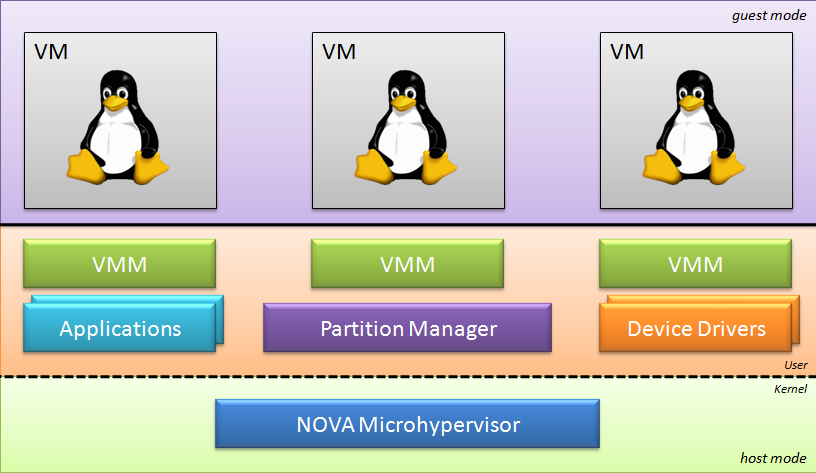 guest mode
VM
VM
VM
VMM
VMM
VMM
Applications
Partition Manager
Device Drivers
User
Kernel
NOVA Microhypervisor
host mode